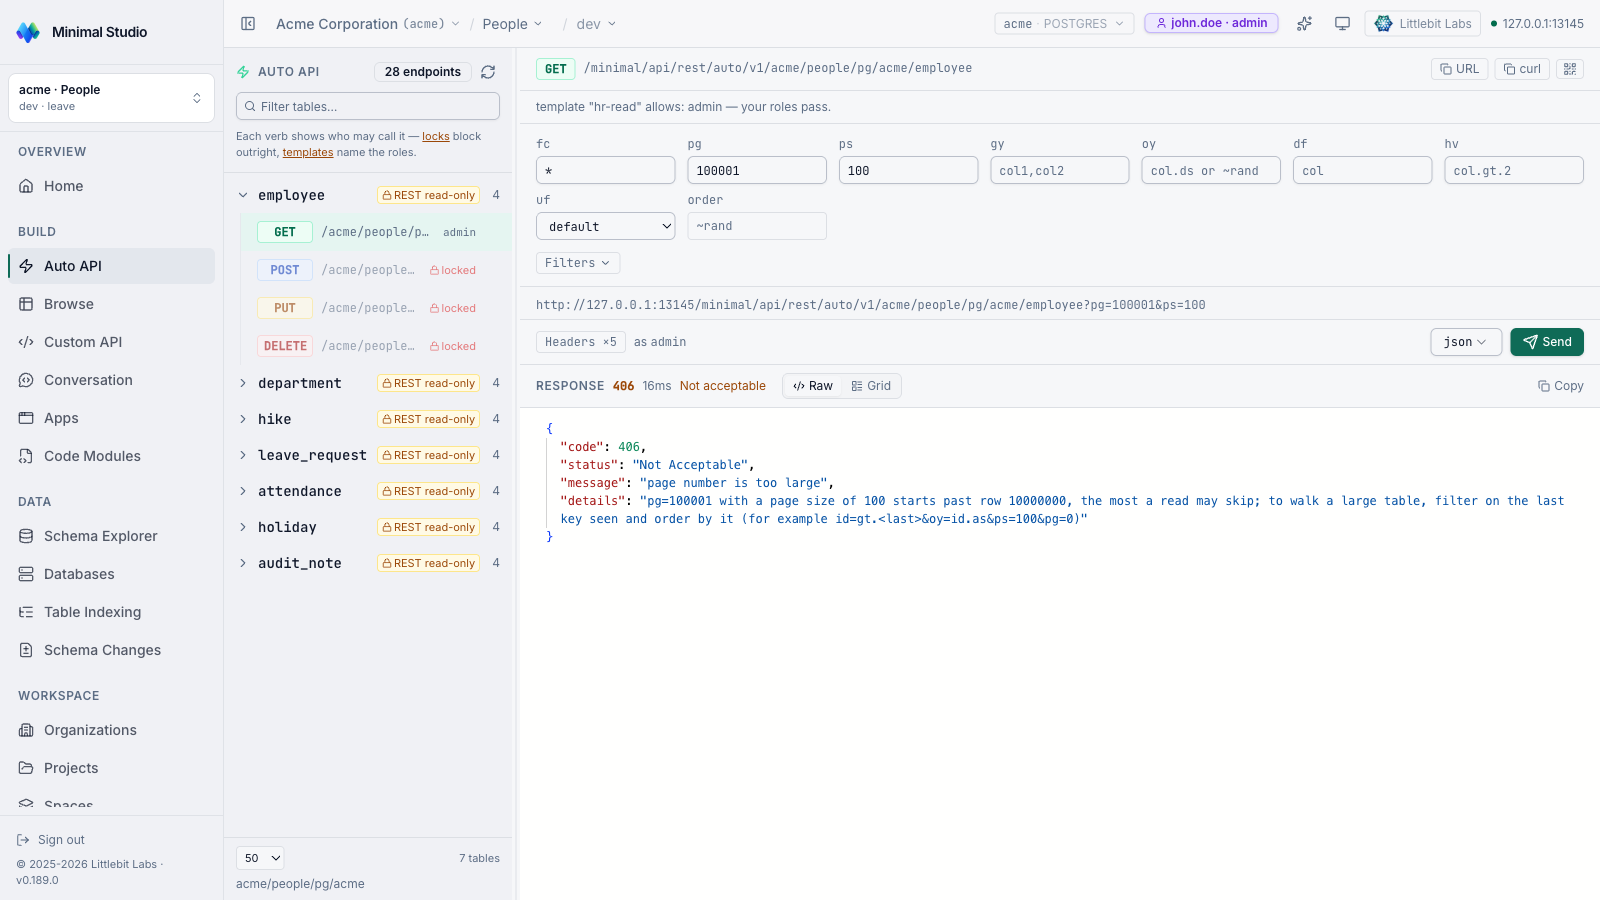 Minimal Studio
acme · People
dev · leave
OVERVIEW
Home
BUILD
Auto API
Browse
Custom API
Conversation
Apps
Code Modules
DATA
Schema Explorer
Databases
Table Indexing
Schema Changes
WORKSPACE
Organizations
Projects
Spaces
Sign out
© 2025-2026 Littlebit Labs ·
v0.189.0
Acme Corporation (acme) / People / dev
acme · POSTGRES
john.doe · admin
Littlebit Labs
127.0.0.1:13145
AUTO API
28 endpoints
Filter tables...
Each verb shows who may call it — locks block
outright, templates name the roles.
employee REST read-only 4
GET /acme/people/p… admin
POST /acme/people… locked
PUT /acme/people… locked
DELETE /acme/people… locked
department REST read-only 4
hike REST read-only 4
leave_request REST read-only 4
attendance REST read-only 4
holiday REST read-only 4
audit_note REST read-only 4
50
7 tables
acme/people/pg/acme
GET /minimal/api/rest/auto/v1/acme/people/pg/acme/employee
URL
curl
template "hr-read" allows: admin — your roles pass.
fc pg ps gy oy df hv
* 100001 100 col1,col2 col.ds or ~rand col col.gt.2
uf order
default ~rand
Filters
http://127.0.0.1:13145/minimal/api/rest/auto/v1/acme/people/pg/acme/employee?pg=100001&ps=100
Headers ×5 as admin
json
Send
RESPONSE 406 16ms Not acceptable
Raw
Grid
Copy
{
"code": 406,
"status": "Not Acceptable",
"message": "page number is too large",
"details": "pg=100001 with a page size of 100 starts past row 10000000, the most a read may skip; to walk a large table, filter on the last
key seen and order by it (for example id=gt.<last>&oy=id.as&ps=100&pg=0)"
}